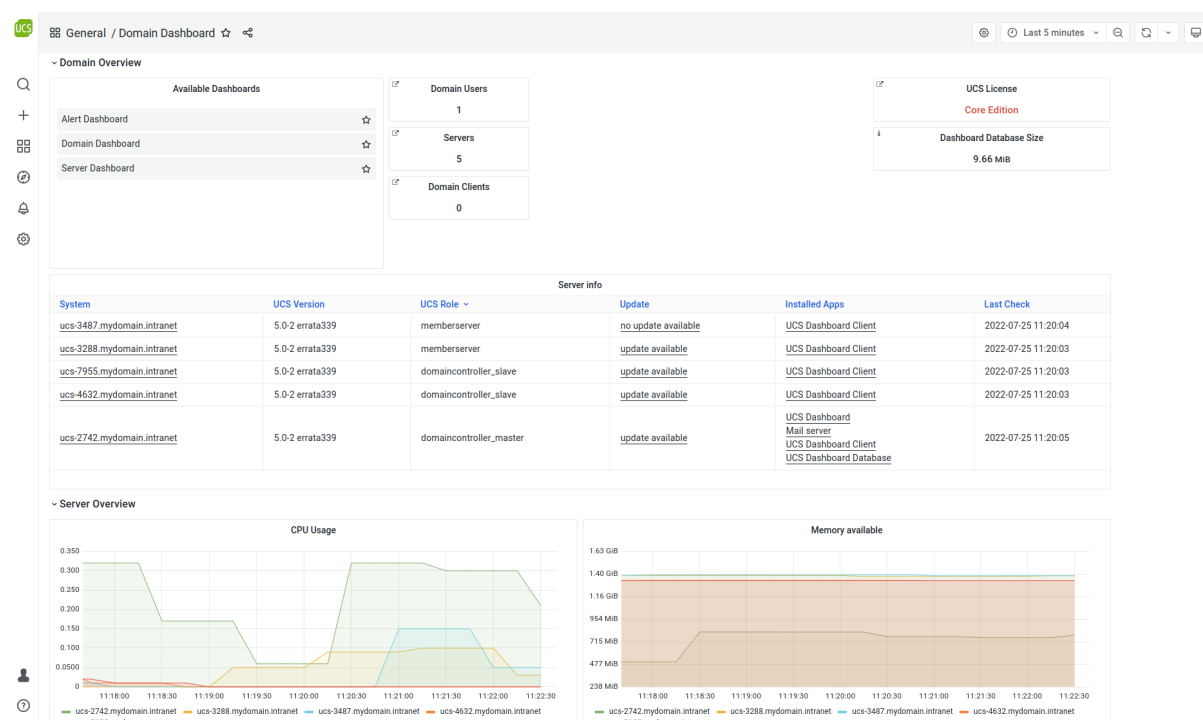 UCS
General / Domain Dashboard
Last 5 minutes
Domain Overview
Available Dashboards
Alert Dashboard
Domain Dashboard
Server Dashboard
Domain Users
1
Servers
5
Domain Clients
0
UCS License
Core Edition
Dashboard Database Size
9.66 MiB
Server info
System UCS Version UCS Role Update Installed Apps Last Check
ucs-3487.mydomain.intranet 5.0-2 errata339 memberserver no update available UCS Dashboard Client 2022-07-25 11:20:04
ucs-3288.mydomain.intranet 5.0-2 errata339 memberserver update available UCS Dashboard Client 2022-07-25 11:20:03
ucs-7955.mydomain.intranet 5.0-2 errata339 domaincontroller_slave update available UCS Dashboard Client 2022-07-25 11:20:03
ucs-4632.mydomain.intranet 5.0-2 errata339 domaincontroller_slave update available UCS Dashboard Client 2022-07-25 11:20:03
UCS Dashboard
Mail server
ucs-2742.mydomain.intranet 5.0-2 errata339 domaincontroller_master update available 2022-07-25 11:20:05
UCS Dashboard Client
UCS Dashboard Database
Server Overview
CPU Usage
0.350
0.300
0.250
0.200
0.150
0.100
0.0500
0
11:18:00 11:18:30 11:19:00 11:19:30 11:20:00 11:20:30 11:21:00 11:21:30 11:22:00 11:22:30
ucs-2742.mydomain.intranet ucs-3288.mydomain.intranet ucs-3487.mydomain.intranet ucs-4632.mydomain.intranet
Memory available
1.63 GiB
1.40 GiB
1.16 GiB
954 MiB
715 MiB
477 MiB
238 MiB
11:18:00 11:18:30 11:19:00 11:19:30 11:20:00 11:20:30 11:21:00 11:21:30 11:22:00 11:22:30
ucs-2742.mydomain.intranet ucs-3288.mydomain.intranet ucs-3487.mydomain.intranet ucs-4632.mydomain.intranet